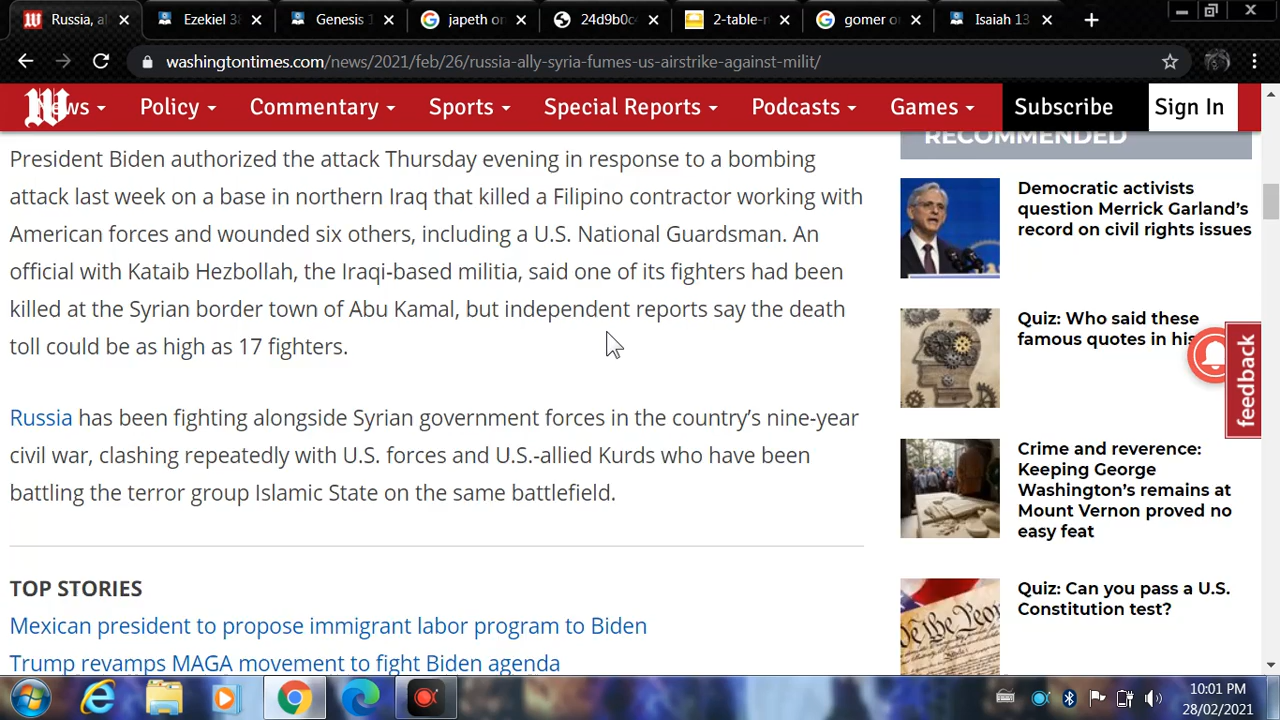 Russia, al
Ezekiel 38
Genesis 1
japeth or
24d9b0c
2-table-n
gomer o
Isaiah 13
washingtontimes.com/news/2021/feb/26/russia-ally-syria-fumes-us-airstrike-against-milit/
W
News
Policy
Commentary
Sports
Special Reports
Podcasts
Games
Subscribe
Sign In
President Biden authorized the attack Thursday evening in response to a bombing
attack last week on a base in northern Iraq that killed a Filipino contractor working with
American forces and wounded six others, including a U.S. National Guardsman. An
official with Kataib Hezbollah, the Iraqi-based militia, said one of its fighters had been
killed at the Syrian border town of Abu Kamal, but independent reports say the death
toll could be as high as 17 fighters.
Russia has been fighting alongside Syrian government forces in the country’s nine-year
civil war, clashing repeatedly with U.S. forces and U.S.-allied Kurds who have been
battling the terror group Islamic State on the same battlefield.
TOP STORIES
Mexican president to propose immigrant labor program to Biden
Trump revamps MAGA movement to fight Biden agenda
RECOMMENDED
Democratic activists
question Merrick Garland’s
record on civil rights issues
Quiz: Who said these
famous quotes in his
Crime and reverence:
Keeping George
Washington’s remains at
Mount Vernon proved no
easy feat
Quiz: Can you pass a U.S.
Constitution test?
We the Peo
feedback
10:01 PM
28/02/2021